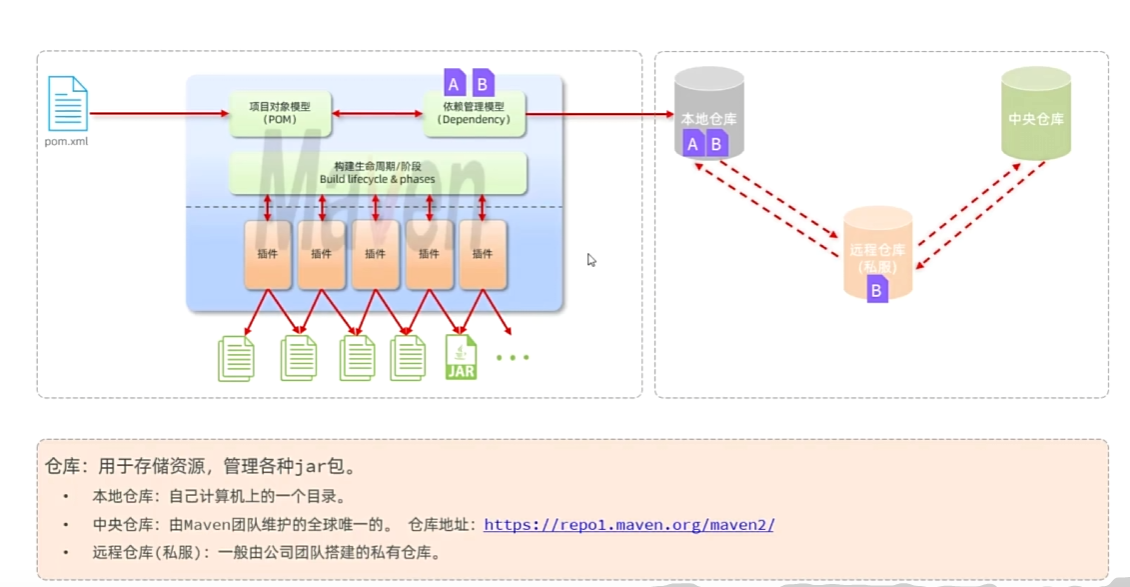 A B
A B
B
pom.xml
项目对象模型
(POM)
依赖管理模型
(Dependency)
构建生命周期/阶段
Build lifecycle & phases
Maven
插件 插件 插件 插件 插件
JAR
本地仓库
中央仓库
远程仓库
(私服)
仓库：用于存储资源，管理各种jar包。
• 本地仓库：自己计算机上的一个目录。
• 中央仓库：由Maven团队维护的全球唯一的。 仓库地址：https://repo1.maven.org/maven2/
• 远程仓库(私服)：一般由公司团队搭建的私有仓库。